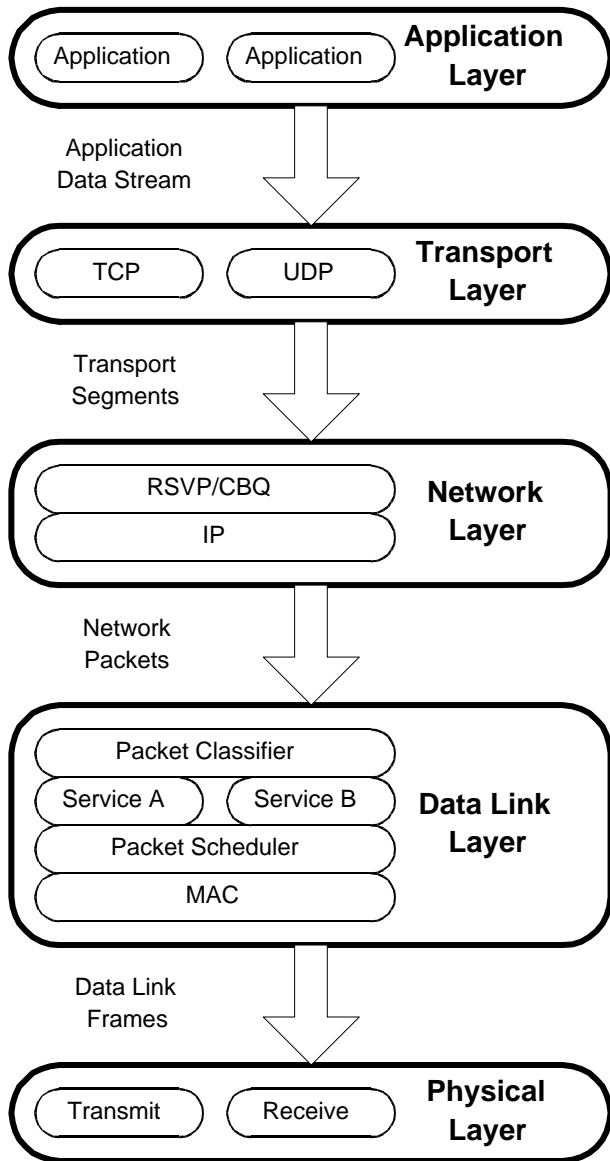 Application
Application
Application
Layer
Application
Data Stream
TCP
UDP
Transport
Layer
Transport
Segments
RSVP/CBQ
IP
Network
Layer
Network
Packets
Packet Classifier
Service A
Service B
Packet Scheduler
MAC
Data Link
Layer
Data Link
Frames
Transmit
Receive
Physical
Layer